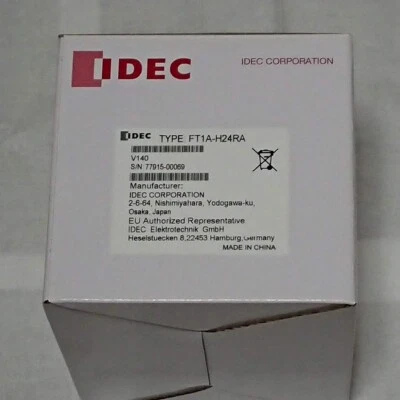 IDEC
IDEC CORPORATION
IDEC TYPE FT1A-H24RA
V140
S/N 77915-00069
Manufacturer:
IDEC CORPORATION
2-6-64, Nishimiyahara, Yodogawa-ku,
Osaka, Japan
EU Authorized Representative
IDEC Elektrotechnik GmbH
Heselstuecken 8,22453 Hamburg,Germany
MADE IN CHINA